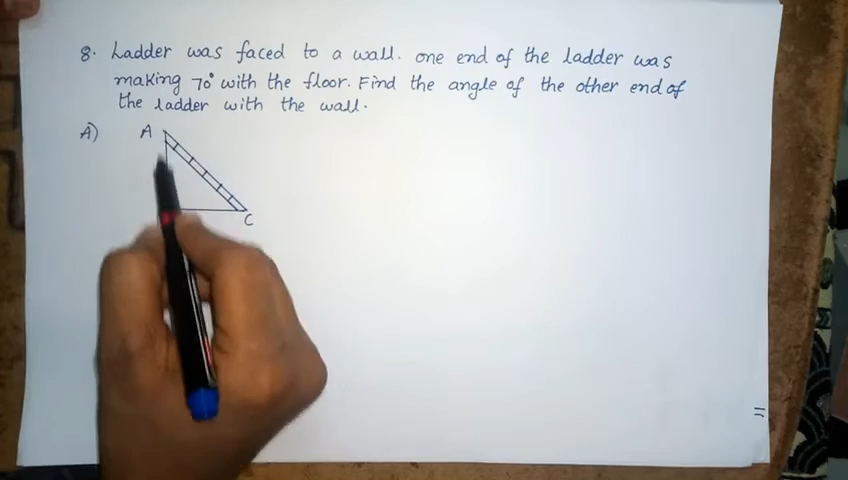 8. Ladder was faced to a wall. one end of the ladder was
making 70° with the floor. Find the angle of the other end of
the ladder with the wall.
A) A
C
=